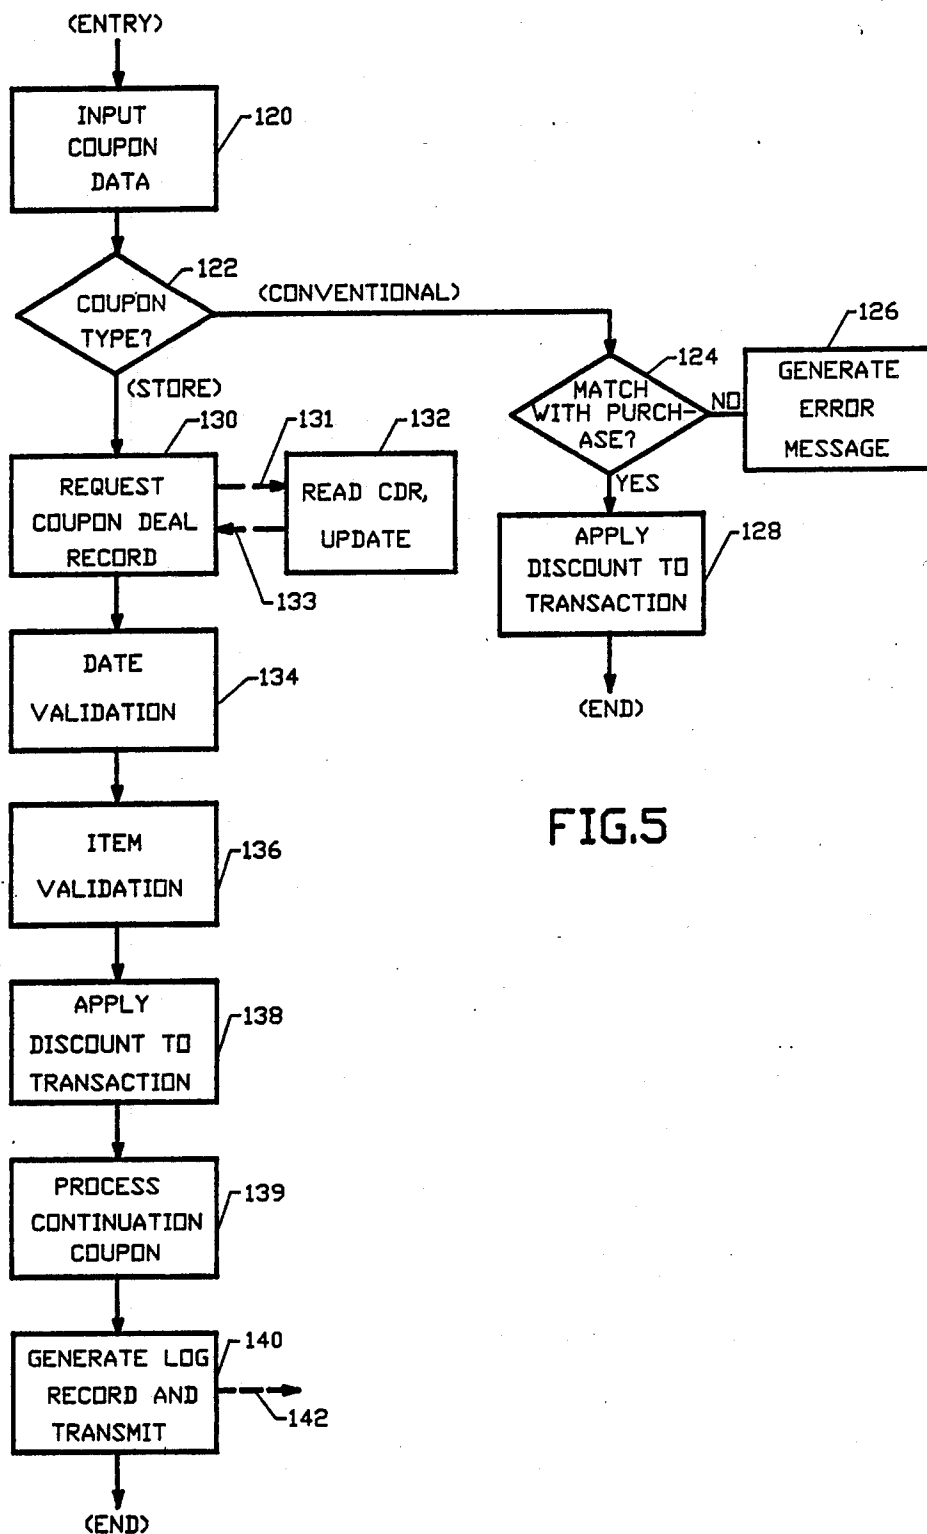 (ENTRY)
INPUT
COUPON
DATA
120
COUPON
TYPE?
122
(CONVENTIONAL)
(STORE)
MATCH
WITH PURCH-
ASE?
124
NO
GENERATE
ERROR
MESSAGE
126
YES
APPLY
DISCOUNT TO
TRANSACTION
128
(END)
REQUEST
COUPON DEAL
RECORD
130
131
READ CDR,
UPDATE
132
133
DATE
VALIDATION
134
ITEM
VALIDATION
136
FIG.5
APPLY
DISCOUNT TO
TRANSACTION
138
PROCESS
CONTINUATION
COUPON
139
GENERATE LOG
RECORD AND
TRANSMIT
140
142
(END)